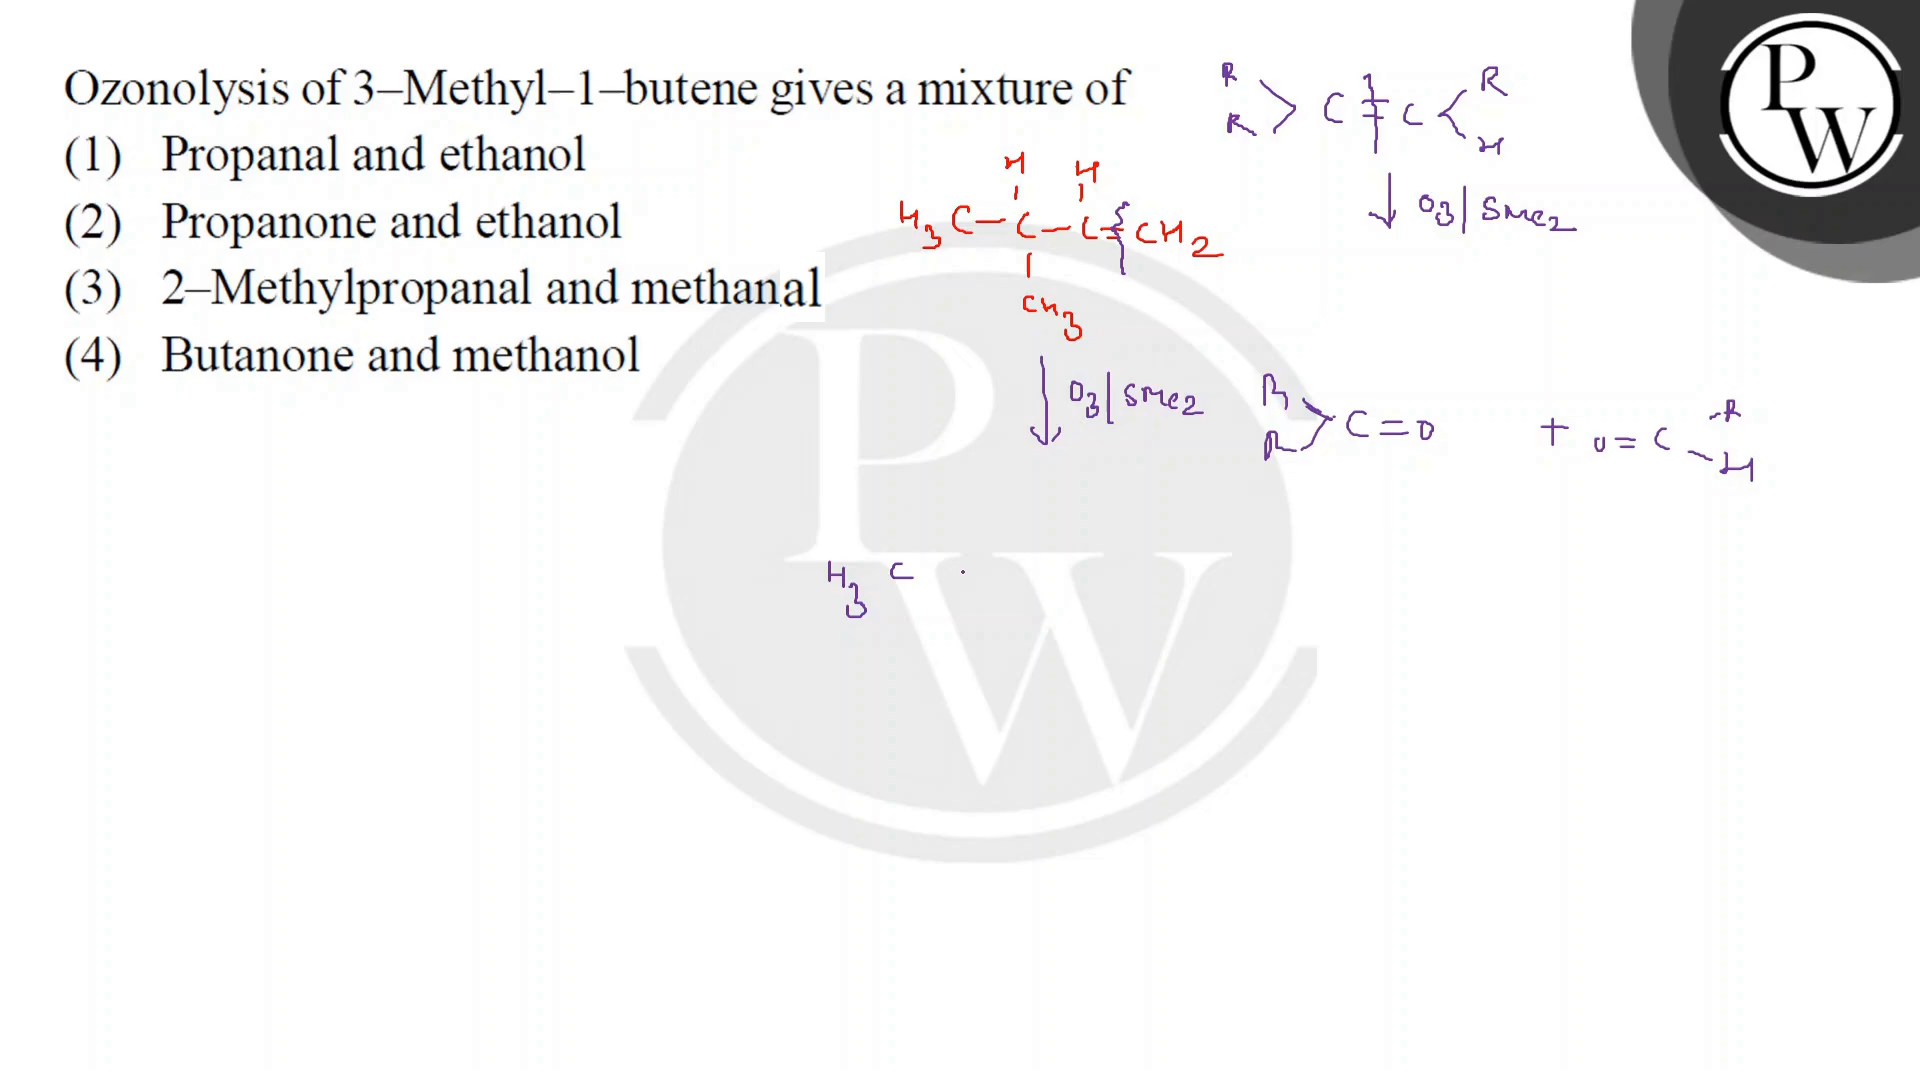 Ozonolysis of 3–Methyl–1–butene gives a mixture of
(1) Propanal and ethanol
(2) Propanone and ethanol
(3) 2–Methylpropanal and methanal
(4) Butanone and methanol
R R
R C = C H
O3 | SMe2
H H
H3C – C – C = CH2
CH3
O3 | SMe2
R R
C = O + O = C
R H
H3 C
P
W
P
W